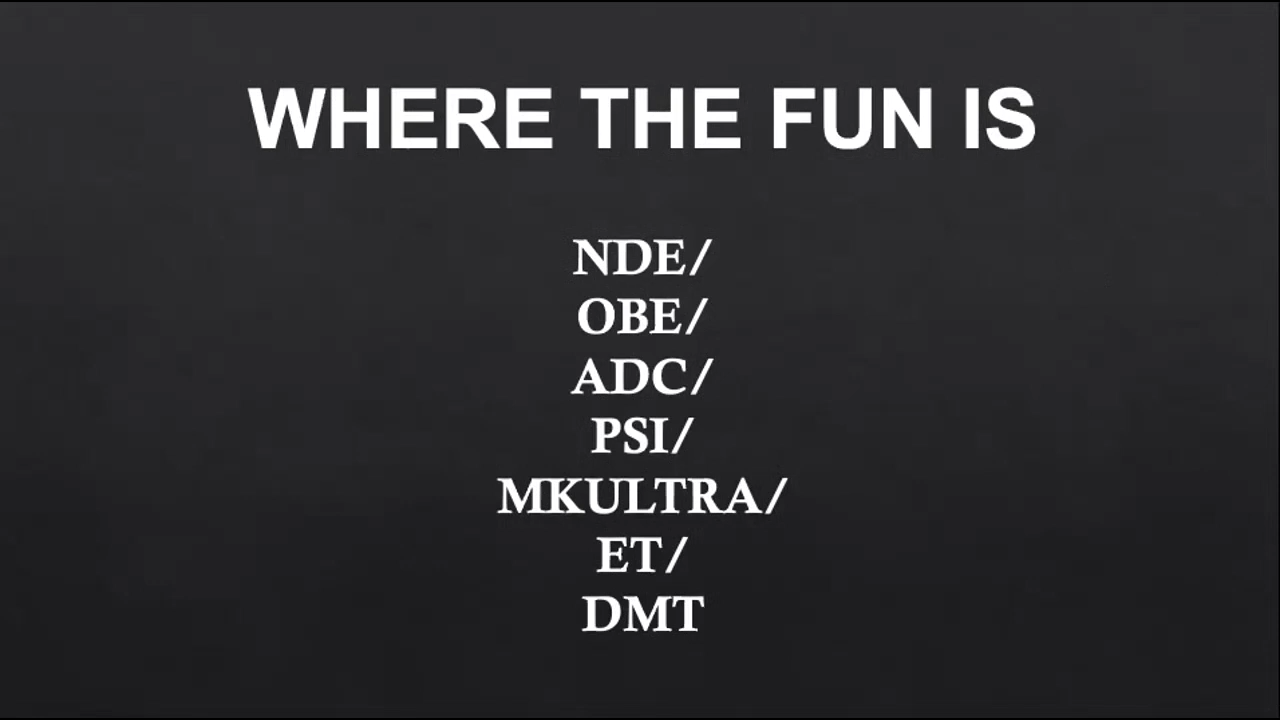 WHERE THE FUN IS
NDE/
OBE/
ADC/
PSI/
MKULTRA/
ET/
DMT